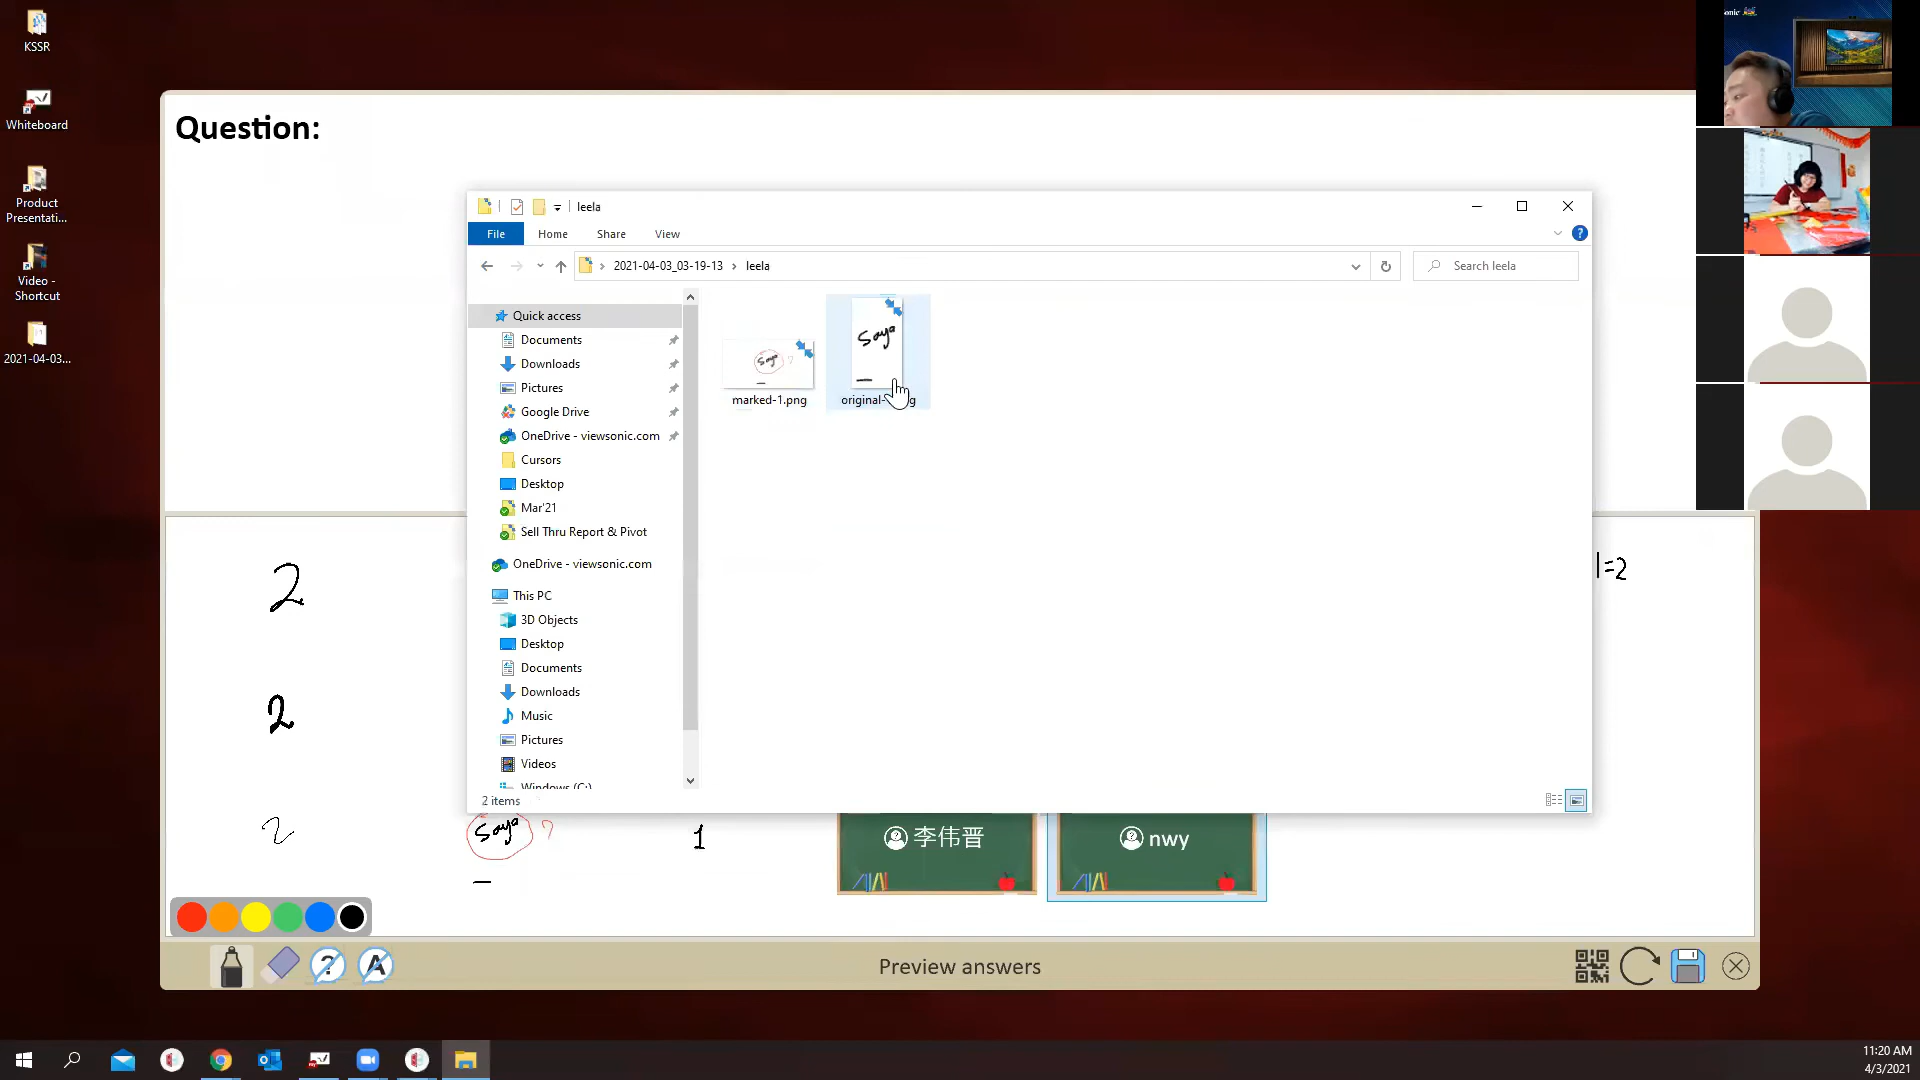 KSSR
Whiteboard
Product
Presentati...
Video -
Shortcut
2021-04-03...
Question:
leela
File
Home
Share
View
2021-04-03_03-19-13
leela
Search leela
Quick access
Documents
Downloads
Pictures
Google Drive
OneDrive - viewsonic.com
Cursors
Desktop
Mar'21
Sell Thru Report & Pivot
OneDrive - viewsonic.com
This PC
3D Objects
Desktop
Documents
Downloads
Music
Pictures
Videos
Windows (C:)
2 items
Saya ?
marked-1.png
Saya
2
2
2
Saya ?
1
李伟晋
nwy
1=2
Preview answers
11:20 AM
4/3/2021